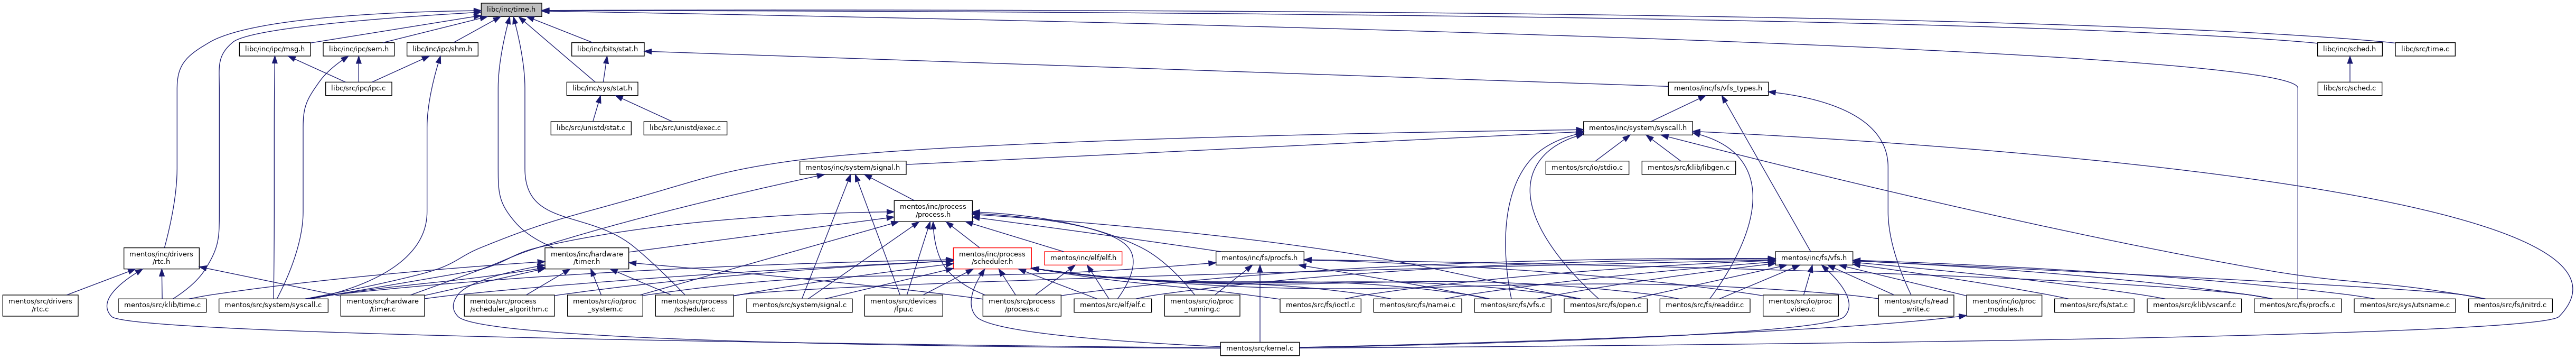 libc/inc/time.h
libc/inc/ipc/msg.h
libc/inc/ipc/sem.h
libc/inc/ipc/shm.h
libc/inc/bits/stat.h
libc/inc/sched.h
libc/src/time.c
libc/src/ipc/ipc.c
libc/inc/sys/stat.h
mentos/inc/fs/vfs_types.h
libc/src/sched.c
libc/src/unistd/stat.c
libc/src/unistd/exec.c
mentos/inc/system/syscall.h
mentos/inc/system/signal.h
mentos/src/io/stdio.c
mentos/src/klib/libgen.c
mentos/inc/process
/process.h
mentos/inc/drivers
/rtc.h
mentos/inc/hardware
/timer.h
mentos/inc/process
/scheduler.h
mentos/inc/elf/elf.h
mentos/inc/fs/procfs.h
mentos/inc/fs/vfs.h
mentos/src/drivers
/rtc.c
mentos/src/klib/time.c
mentos/src/system/syscall.c
mentos/src/hardware
/timer.c
mentos/src/process
/scheduler_algorithm.c
mentos/src/io/proc
_system.c
mentos/src/process
/scheduler.c
mentos/src/system/signal.c
mentos/src/devices
/fpu.c
mentos/src/process
/process.c
mentos/src/elf/elf.c
mentos/src/io/proc
_running.c
mentos/src/fs/ioctl.c
mentos/src/fs/namei.c
mentos/src/fs/vfs.c
mentos/src/fs/open.c
mentos/src/fs/readdir.c
mentos/src/io/proc
_video.c
mentos/src/fs/read
_write.c
mentos/inc/io/proc
_modules.h
mentos/src/fs/stat.c
mentos/src/klib/vscanf.c
mentos/src/fs/procfs.c
mentos/src/sys/utsname.c
mentos/src/fs/initrd.c
mentos/src/kernel.c